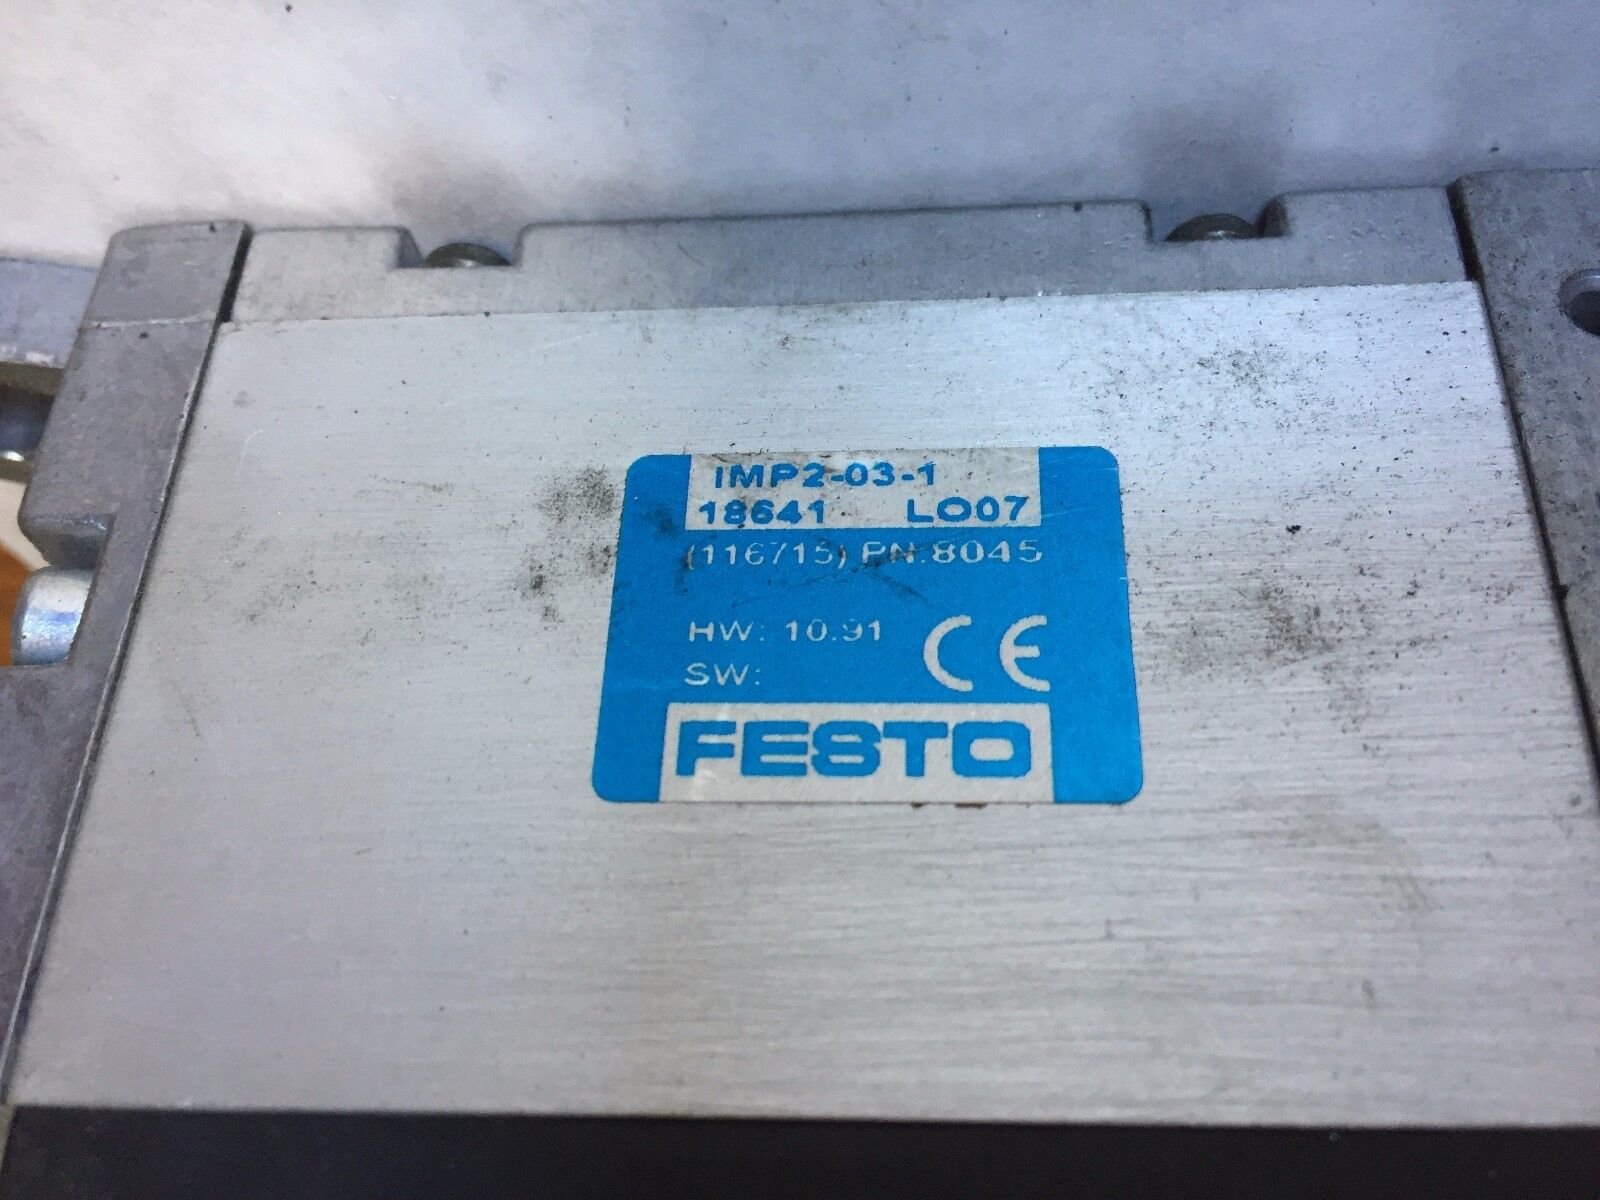 IMP2-03-1
18641 LO07
(116715) PN:8045
HW: 10.91
SW:
CE
FESTO